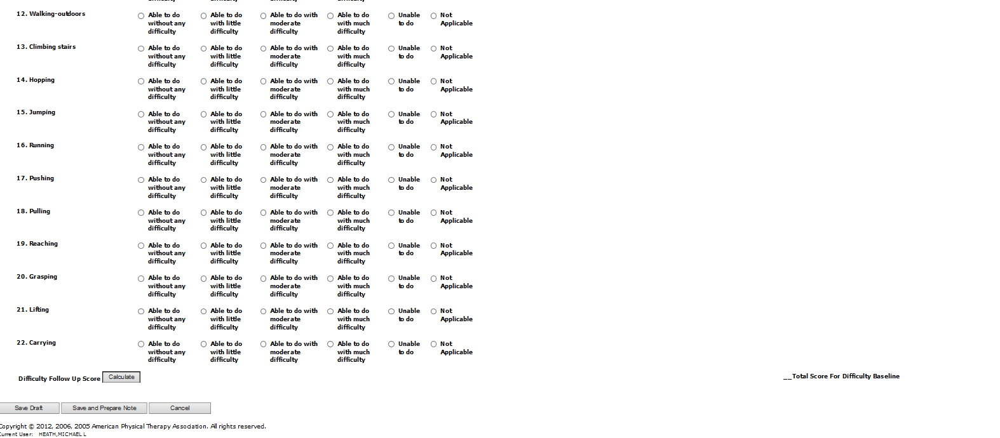 12. Walking-outdoors Able to do without any difficulty Able to do with little difficulty Able to do with moderate difficulty Able to do with much difficulty Unable to do Not Applicable
13. Climbing stairs Able to do without any difficulty Able to do with little difficulty Able to do with moderate difficulty Able to do with much difficulty Unable to do Not Applicable
14. Hopping Able to do without any difficulty Able to do with little difficulty Able to do with moderate difficulty Able to do with much difficulty Unable to do Not Applicable
15. Jumping Able to do without any difficulty Able to do with little difficulty Able to do with moderate difficulty Able to do with much difficulty Unable to do Not Applicable
16. Running Able to do without any difficulty Able to do with little difficulty Able to do with moderate difficulty Able to do with much difficulty Unable to do Not Applicable
17. Pushing Able to do without any difficulty Able to do with little difficulty Able to do with moderate difficulty Able to do with much difficulty Unable to do Not Applicable
18. Pulling Able to do without any difficulty Able to do with little difficulty Able to do with moderate difficulty Able to do with much difficulty Unable to do Not Applicable
19. Reaching Able to do without any difficulty Able to do with little difficulty Able to do with moderate difficulty Able to do with much difficulty Unable to do Not Applicable
20. Grasping Able to do without any difficulty Able to do with little difficulty Able to do with moderate difficulty Able to do with much difficulty Unable to do Not Applicable
21. Lifting Able to do without any difficulty Able to do with little difficulty Able to do with moderate difficulty Able to do with much difficulty Unable to do Not Applicable
22. Carrying Able to do without any difficulty Able to do with little difficulty Able to do with moderate difficulty Able to do with much difficulty Unable to do Not Applicable
Difficulty Follow Up Score Calculate __Total Score For Difficulty Baseline
Save Draft Save and Prepare Note Cancel
Copyright © 2012, 2006, 2005 American Physical Therapy Association. All rights reserved.
Current User: HEATH,MICHAEL L